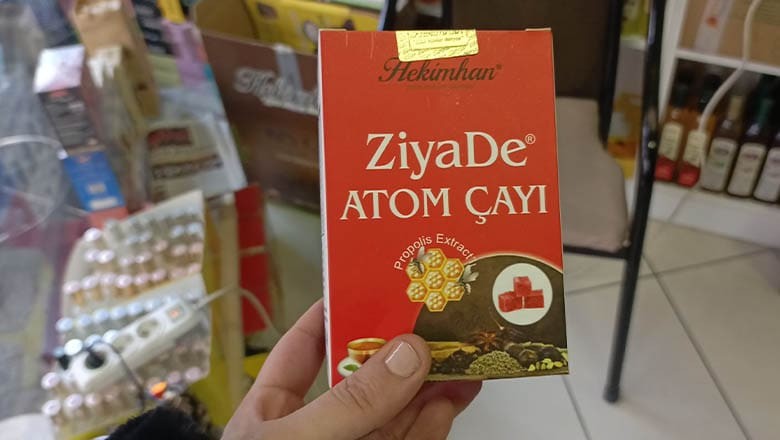 Hekimhan®
ZiyaDe®
ATOM ÇAYI
Propolis Extract